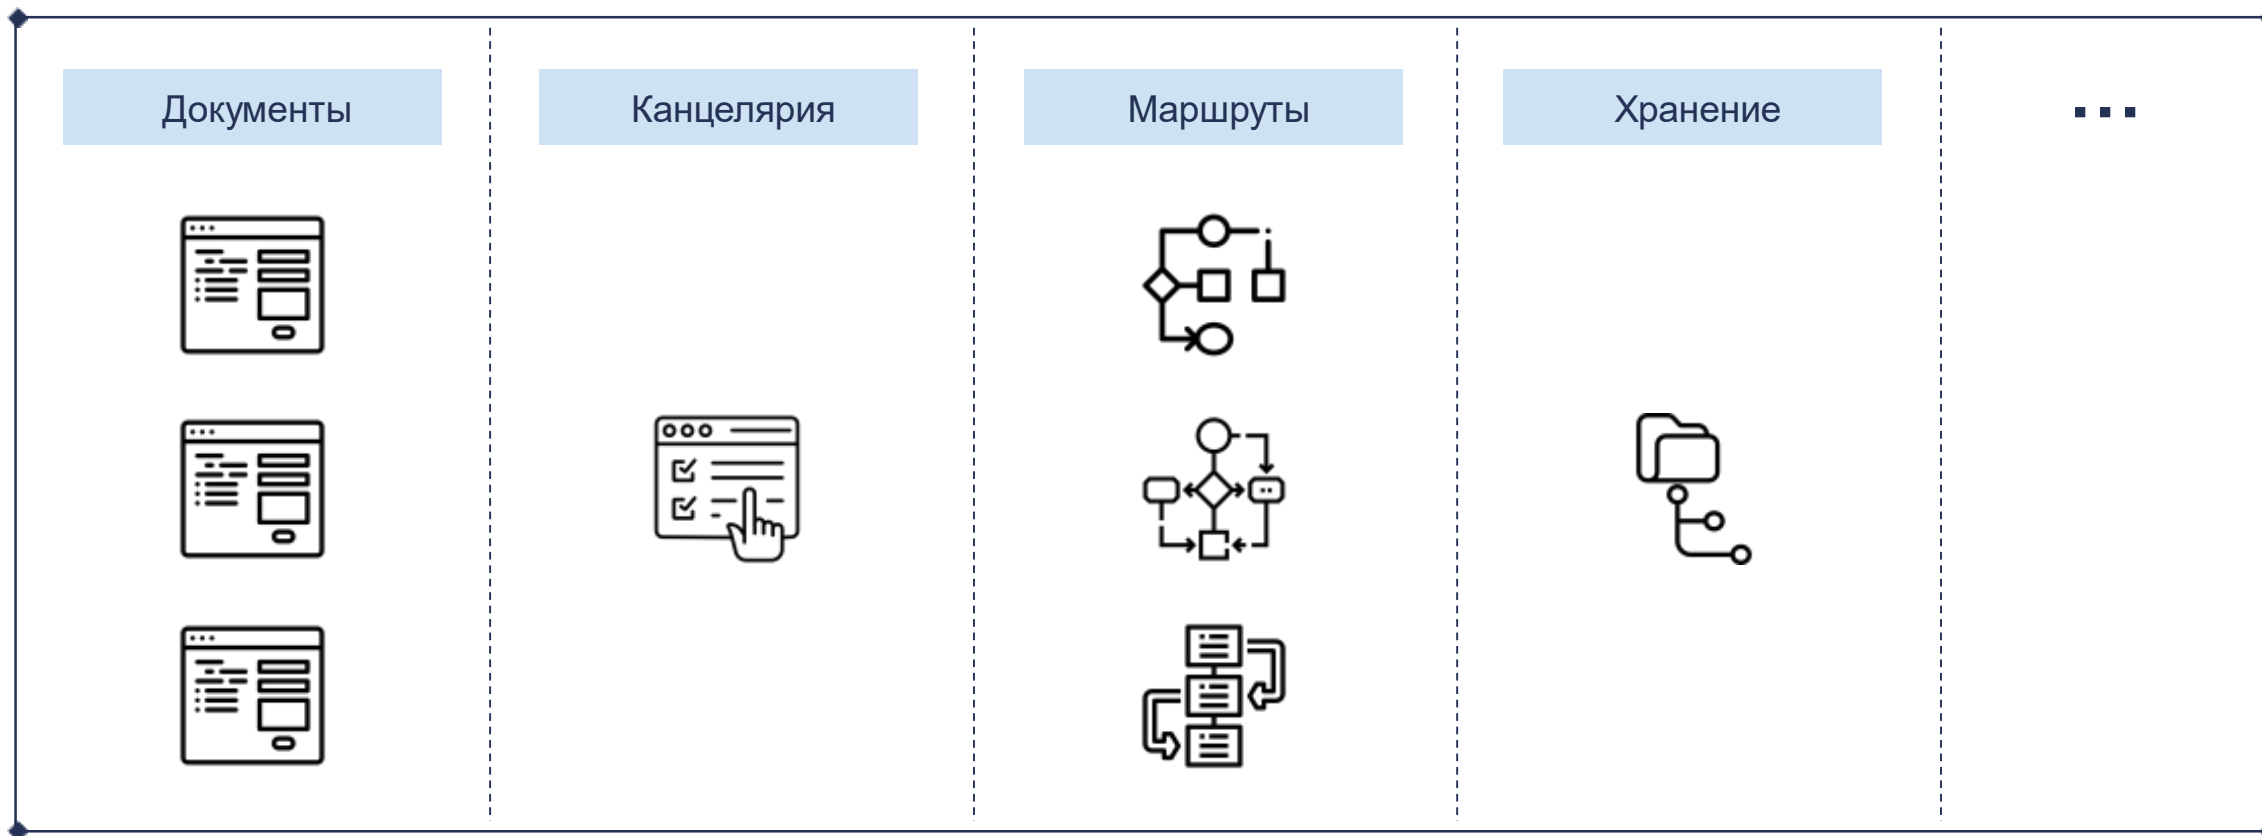 Документы
Канцелярия
Маршруты
Хранение
...